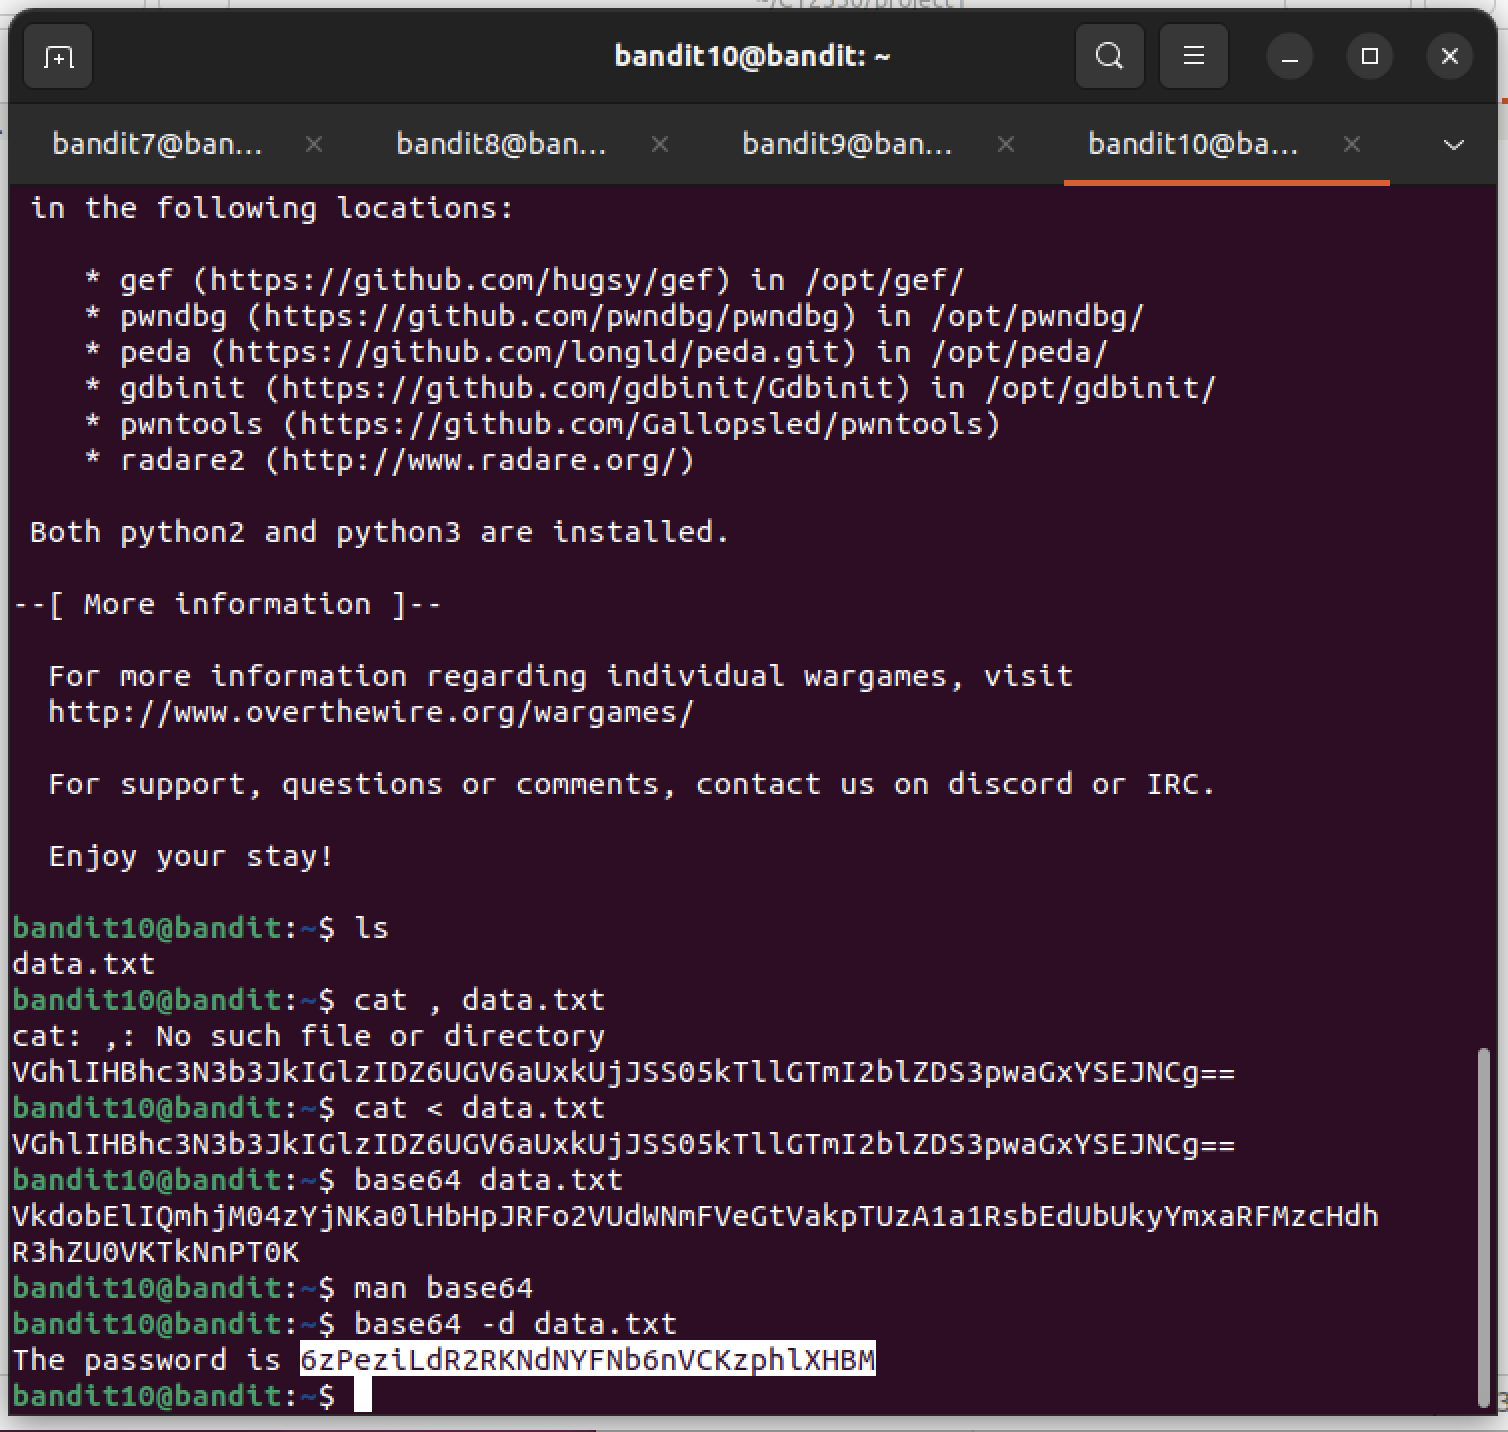 ~/CY2550/project1
bandit10@bandit: ~
bandit7@ban... bandit8@ban... bandit9@ban... bandit10@ba...
in the following locations:
* gef (https://github.com/hugsy/gef) in /opt/gef/
* pwndbg (https://github.com/pwndbg/pwndbg) in /opt/pwndbg/
* peda (https://github.com/longld/peda.git) in /opt/peda/
* gdbinit (https://github.com/gdbinit/Gdbinit) in /opt/gdbinit/
* pwntools (https://github.com/Gallopsled/pwntools)
* radare2 (http://www.radare.org/)
Both python2 and python3 are installed.
--[ More information ]--
For more information regarding individual wargames, visit
http://www.overthewire.org/wargames/
For support, questions or comments, contact us on discord or IRC.
Enjoy your stay!
bandit10@bandit:~$ ls
data.txt
bandit10@bandit:~$ cat , data.txt
cat: ,: No such file or directory
VGhlIHBhc3N3b3JkIGlzIDZ6UGV6aUxkUjJSS05kTllGTmI2blZDS3pwaGxYSEJNCg==
bandit10@bandit:~$ cat < data.txt
VGhlIHBhc3N3b3JkIGlzIDZ6UGV6aUxkUjJSS05kTllGTmI2blZDS3pwaGxYSEJNCg==
bandit10@bandit:~$ base64 data.txt
VkdobElIQmhjM04zYjNKa0lHbHpJRFo2VUdWNmFVeGtVakpTUzA1a1RsbEdUbUkyYmxaRFMzcHdh
R3hZU0VKTkNnPT0K
bandit10@bandit:~$ man base64
bandit10@bandit:~$ base64 -d data.txt
The password is 6zPeziLdR2RKNdNYFNb6nVCKzphlXHBM
bandit10@bandit:~$